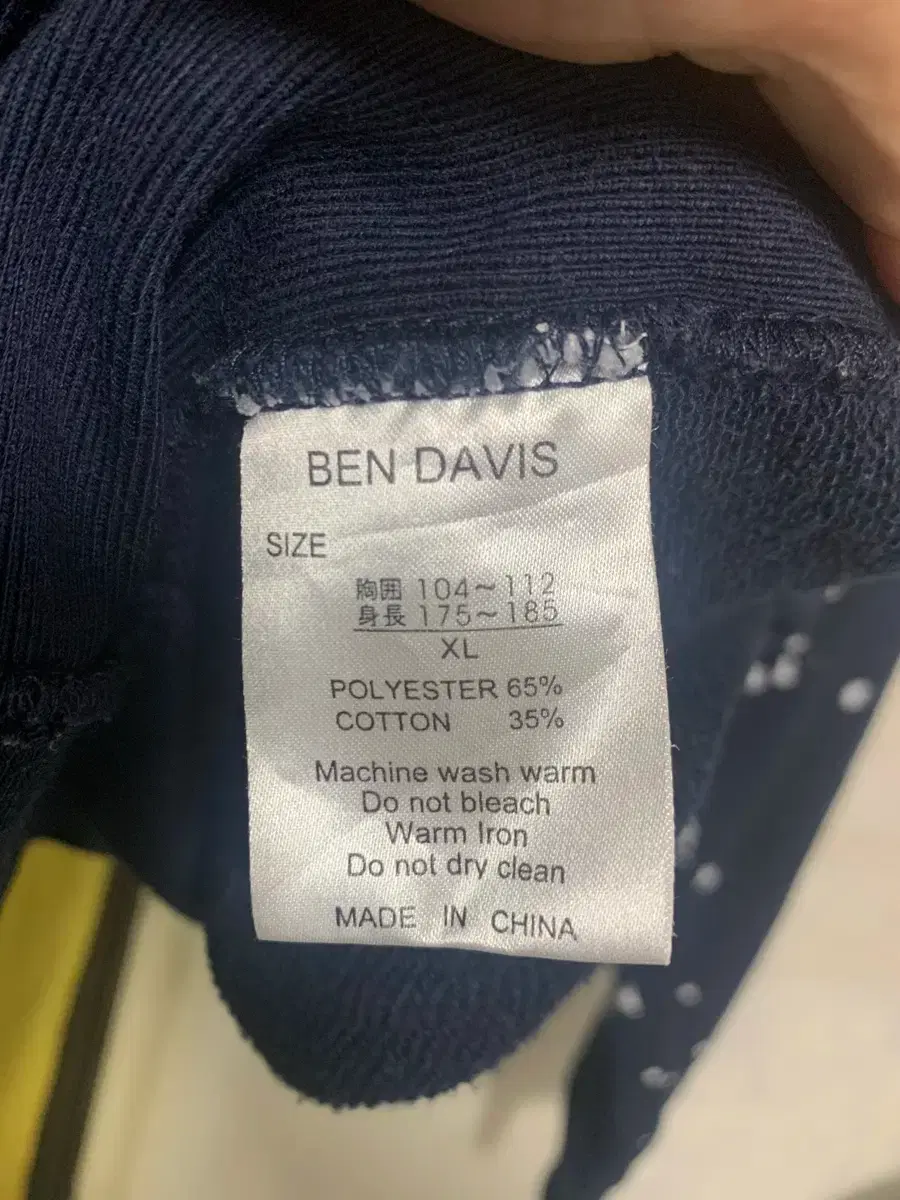 BEN DAVIS
SIZE
胸囲 104～112
身長 175～185
XL
POLYESTER 65%
COTTON 35%
Machine wash warm
Do not bleach
Warm Iron
Do not dry clean
MADE IN CHINA